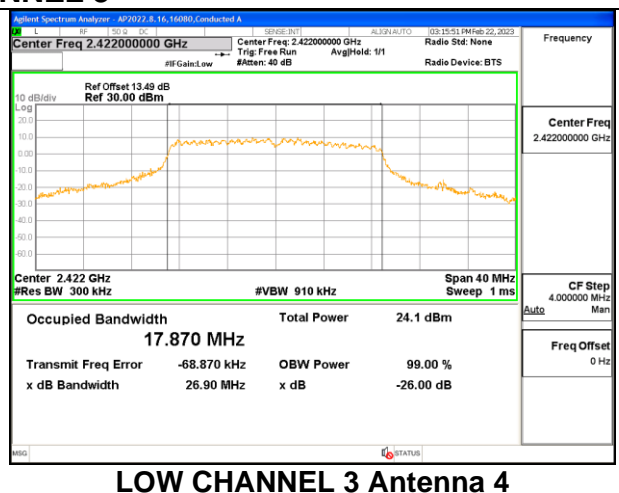 Agilent Spectrum Analyzer - AP2022.8.16,16080,Conducted A
L RF 50 Ω DC SENSE:INT ALIGN AUTO 03:15:51 PM Feb 22, 2023
Center Freq 2.422000000 GHz
Center Freq: 2.422000000 GHz
Radio Std: None
Trig: Free Run Avg|Hold: 1/1
#IFGain:Low #Atten: 40 dB
Radio Device: BTS
Frequency
Ref Offset 13.49 dB
10 dB/div Ref 30.00 dBm
Log
20.0
10.0
0.00
-10.0
-20.0
-30.0
-40.0
-50.0
-60.0
Center Freq
2.422000000 GHz
Center 2.422 GHz Span 40 MHz
#Res BW 300 kHz #VBW 910 kHz Sweep 1 ms
CF Step
4.000000 MHz
Auto Man
Freq Offset
0 Hz
Occupied Bandwidth Total Power 24.1 dBm
17.870 MHz
Transmit Freq Error -68.870 kHz OBW Power 99.00 %
x dB Bandwidth 26.90 MHz x dB -26.00 dB
MSG STATUS
LOW CHANNEL 3 Antenna 4